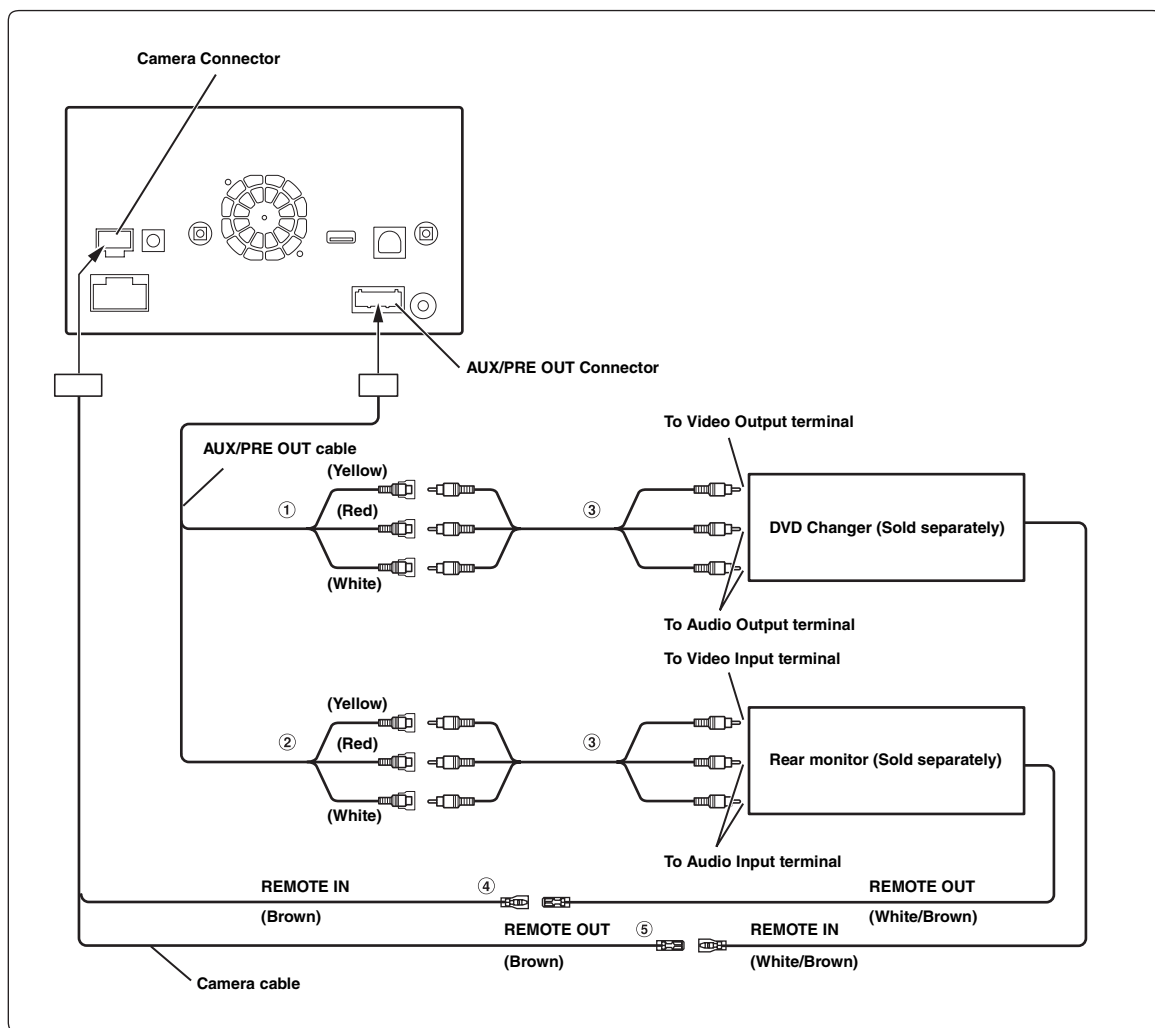 Camera Connector
AUX/PRE OUT Connector
To Video Output terminal
AUX/PRE OUT cable
(Yellow)
① (Red) ③
DVD Changer (Sold separately)
(White)
To Audio Output terminal
To Video Input terminal
(Yellow)
② (Red) ③
Rear monitor (Sold separately)
(White)
To Audio Input terminal
REMOTE IN ④ REMOTE OUT
(Brown) (White/Brown)
REMOTE OUT ⑤ REMOTE IN
(Brown) (White/Brown)
Camera cable